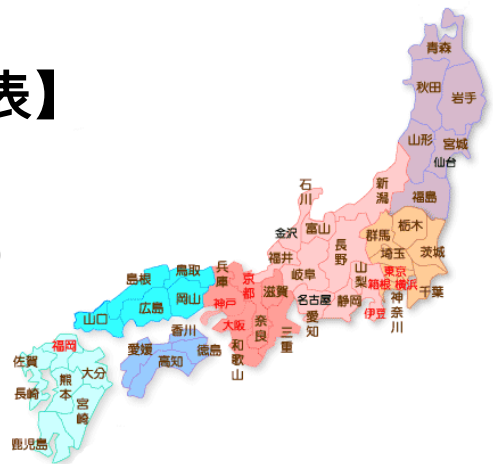 表】
青森
秋田
岩手
山形
宮城
仙台
福島
新潟
石川
金沢
富山
福井
長野
岐阜
山梨
名古屋
静岡
愛知
群馬
栃木
埼玉
茨城
東京
箱根
横浜
千葉
神奈川
伊豆
兵庫
京都
滋賀
神戸
大阪
奈良
三重
和歌山
鳥取
島根
岡山
広島
山口
香川
愛媛
高知
徳島
福岡
佐賀
大分
長崎
熊本
宮崎
鹿児島